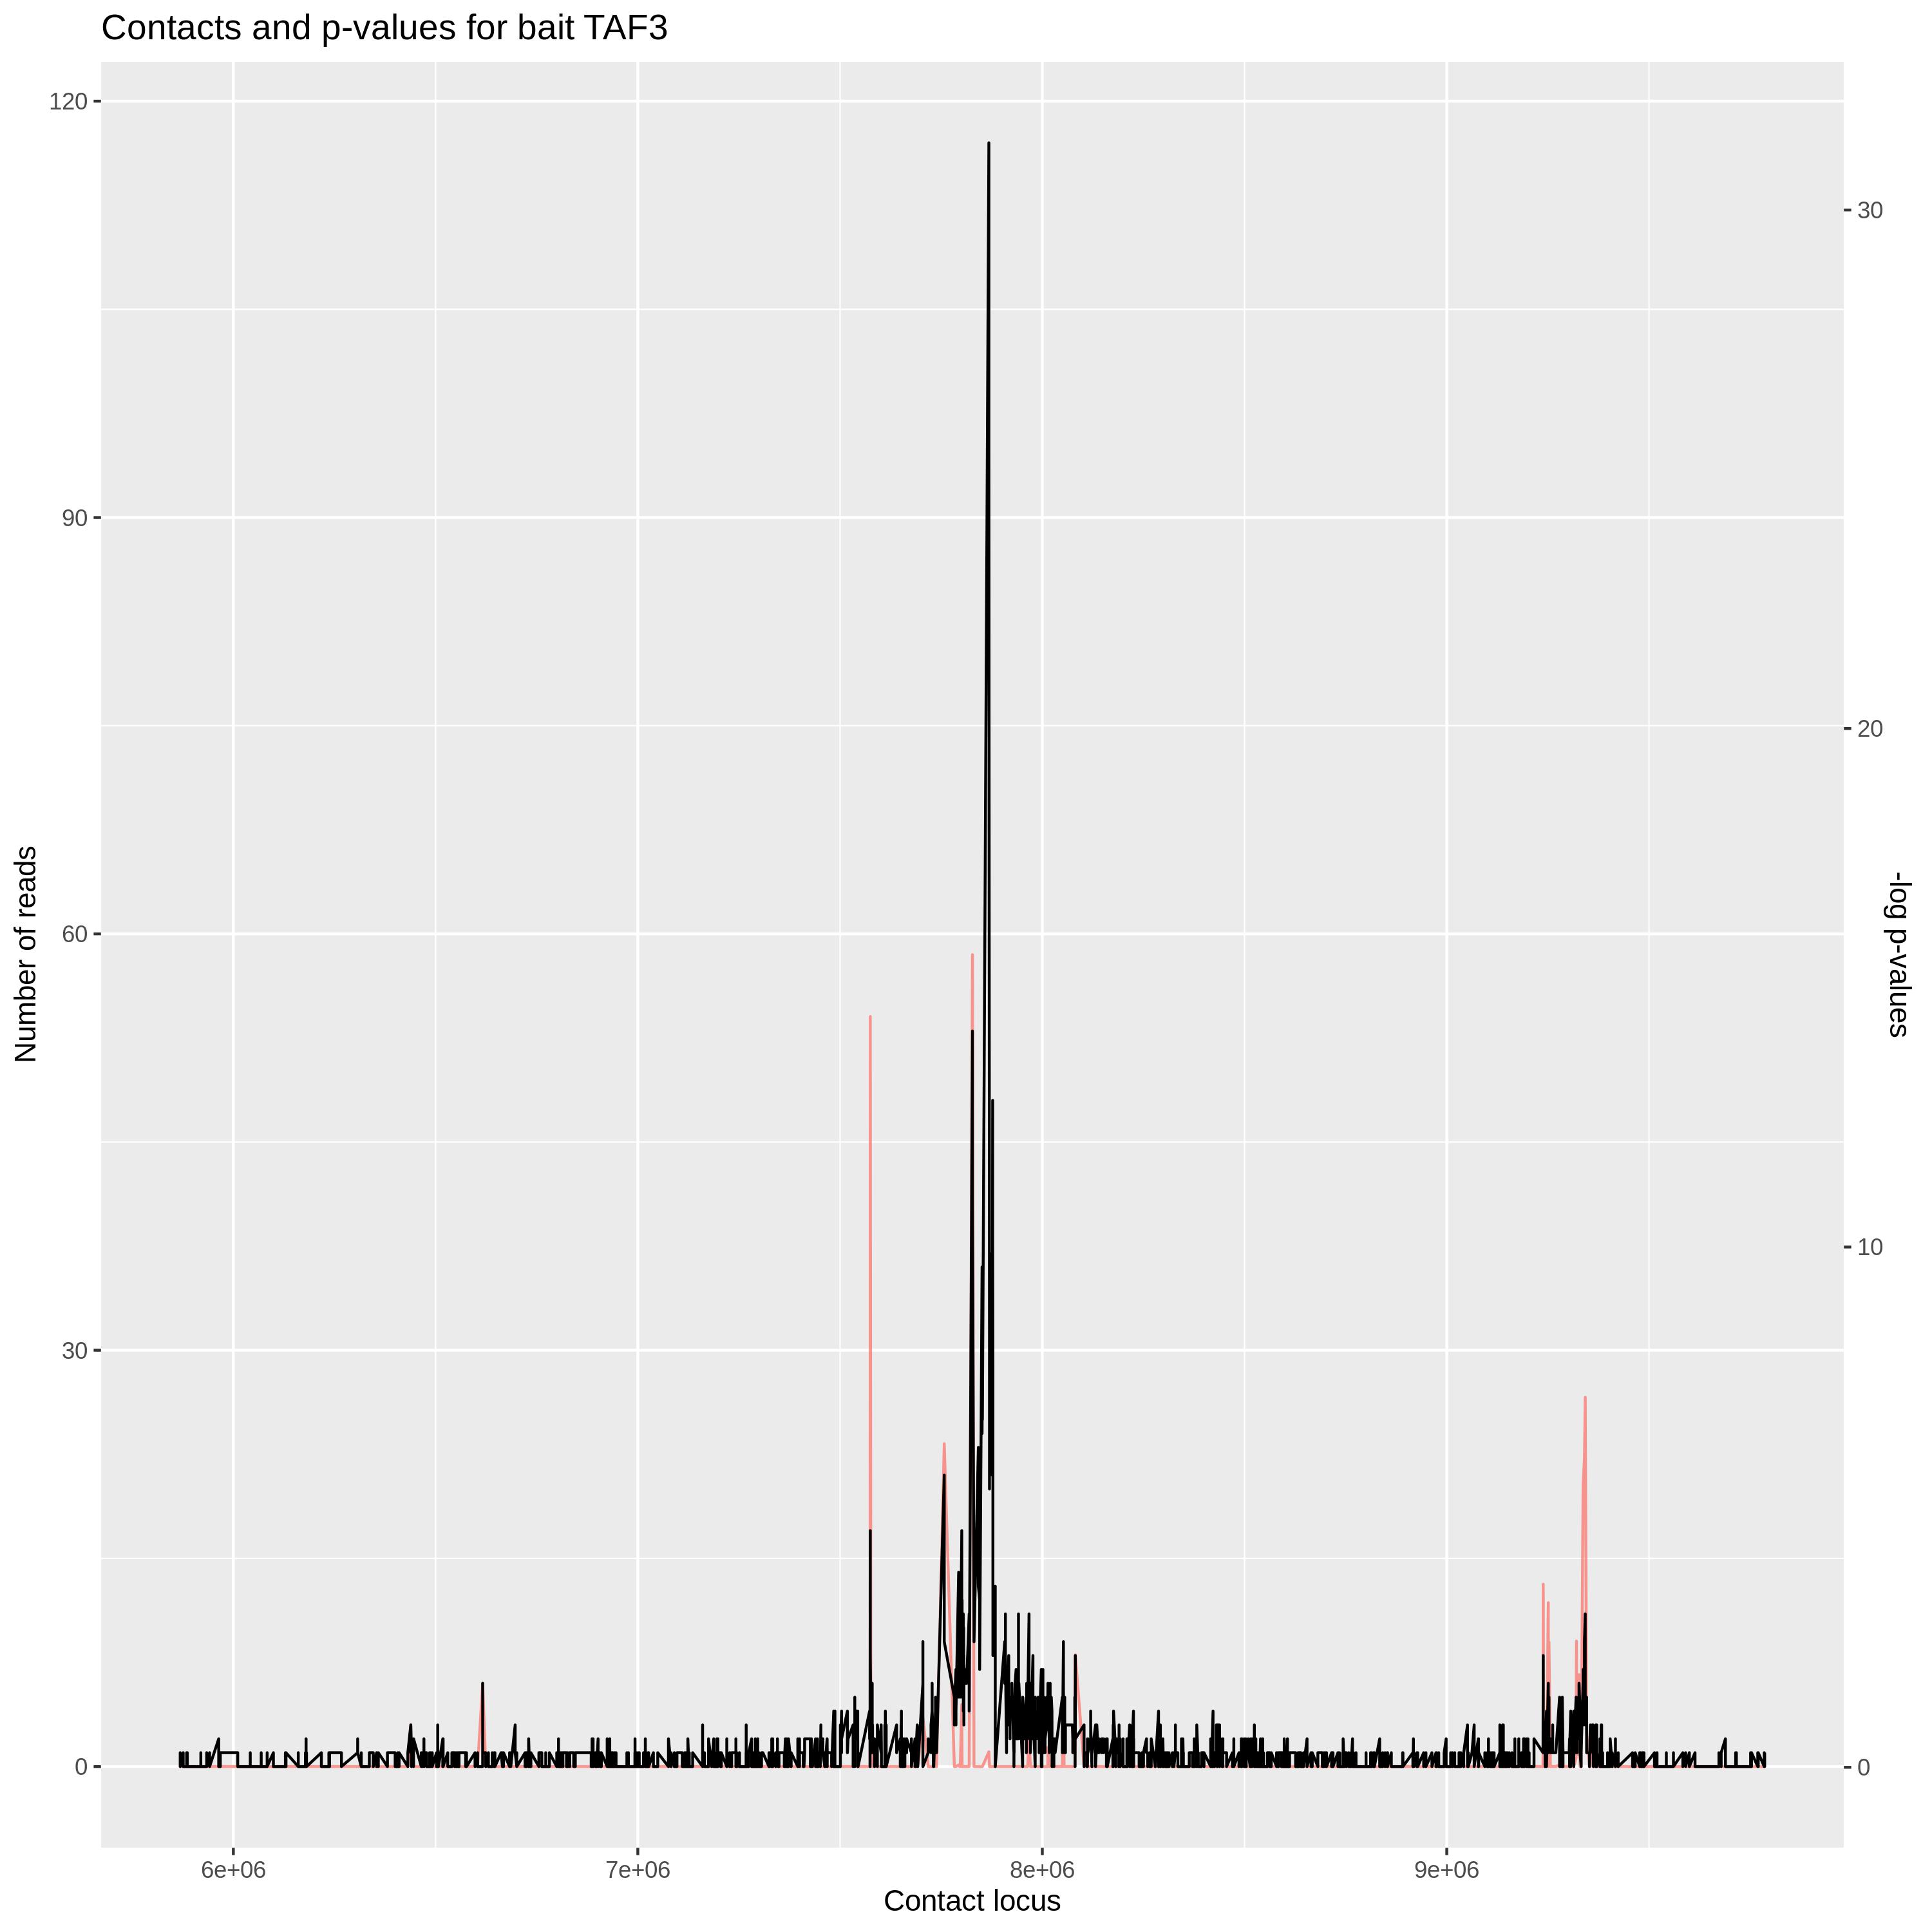 Contacts and p-values for bait TAF3
120
90
60
30
0
Number of reads
30
20
10
0
-log p-values
6e+06
7e+06
8e+06
9e+06
Contact locus